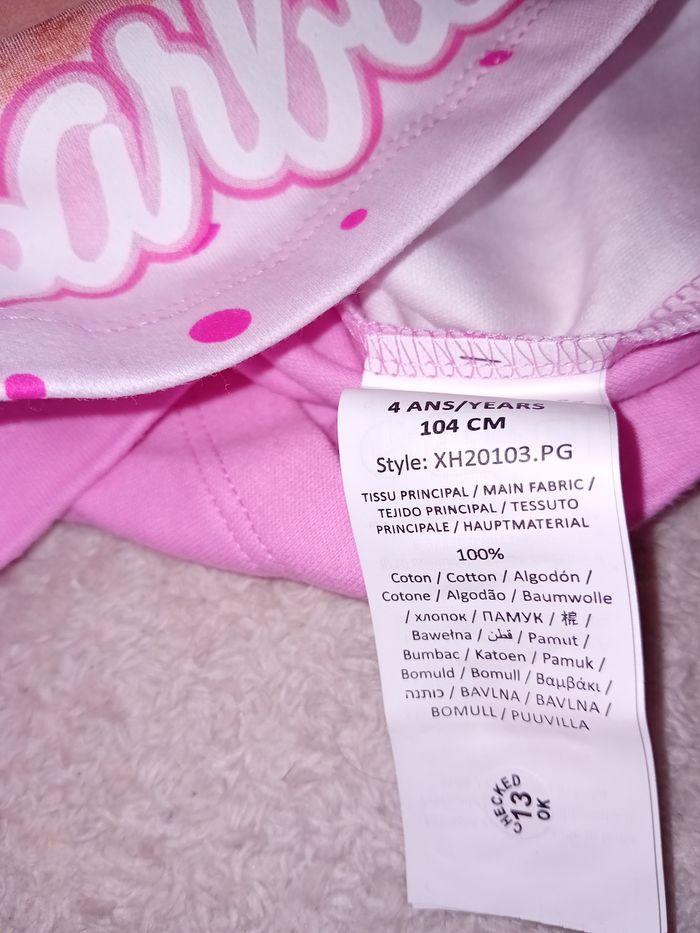 arbie
4 ANS/YEARS
104 CM
Style: XH20103.PG
TISSU PRINCIPAL / MAIN FABRIC /
TEJIDO PRINCIPAL / TESSUTO
PRINCIPALE / HAUPTMATERIAL
100%
Coton / Cotton / Algodón /
Cotone / Algodão / Baumwolle
/ хлопок / ПАМУК / 棉 /
Bawełna / قطن / Pamut /
Bumbac / Katoen / Pamuk /
Bomuld / Bomull / Βαμβάκι /
כותנה / BAVLNA / BAVLNA /
BOMULL / PUUVILLA
CHECKED
13
OK